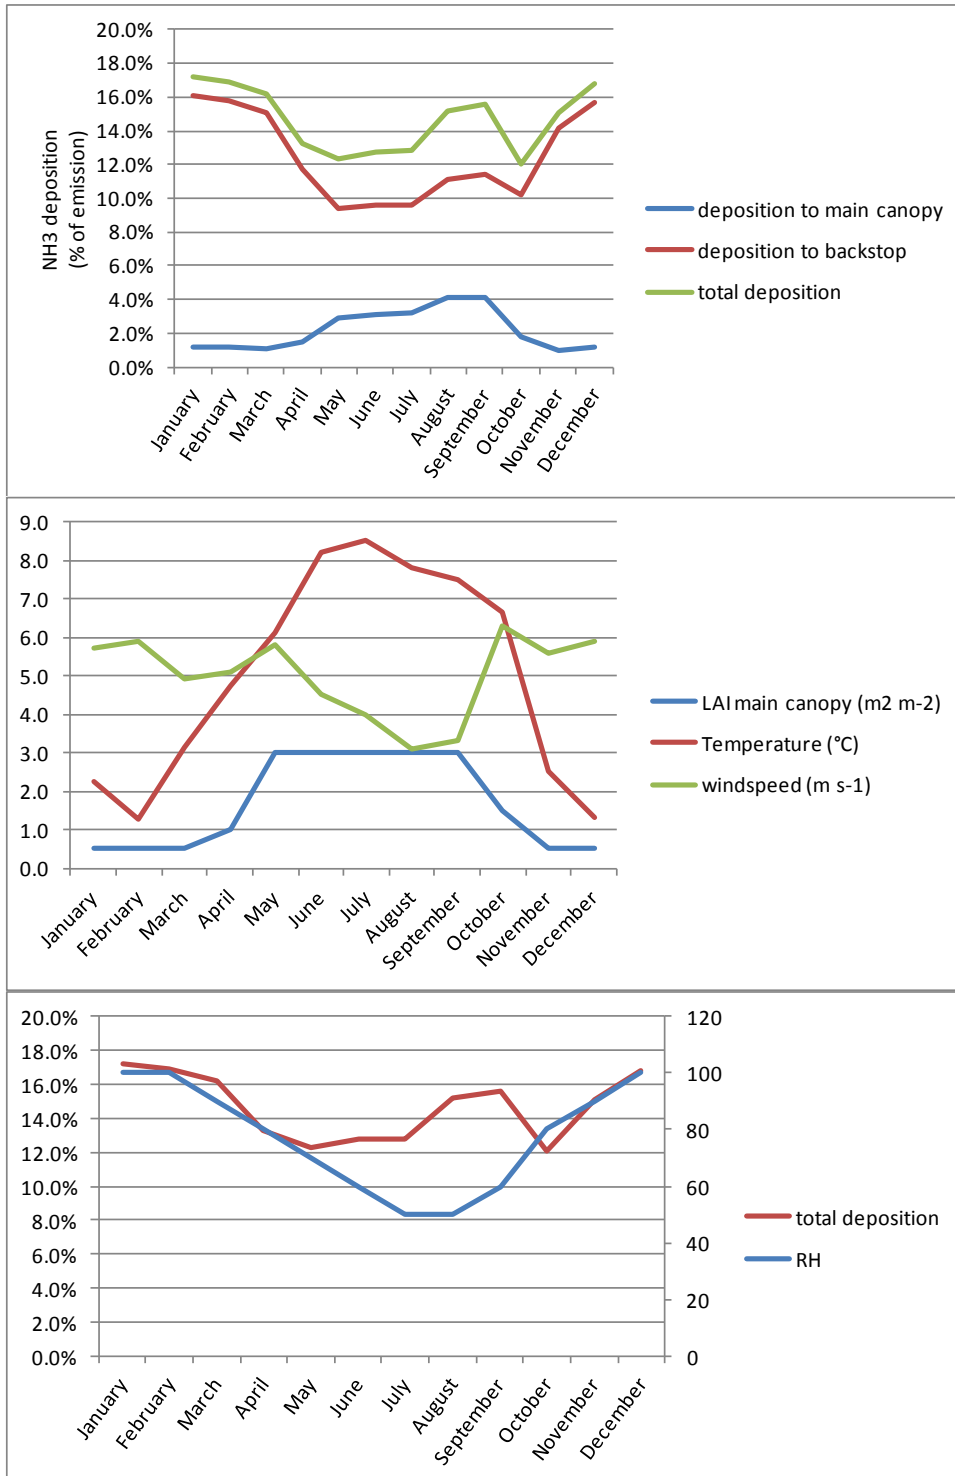 20.0%
18.0%
16.0%
14.0%
12.0%
10.0%
8.0%
6.0%
4.0%
2.0%
0.0%
NH3 deposition
(% of emission)
January
February
March
April
May
June
July
August
September
October
November
December
deposition to main canopy
deposition to backstop
total deposition
9.0
8.0
7.0
6.0
5.0
4.0
3.0
2.0
1.0
0.0
January
February
March
April
May
June
July
August
September
October
November
December
LAI main canopy (m2 m-2)
Temperature (°C)
windspeed (m s-1)
20.0%
18.0%
16.0%
14.0%
12.0%
10.0%
8.0%
6.0%
4.0%
2.0%
0.0%
120
100
80
60
40
20
0
January
February
March
April
May
June
July
August
September
October
November
December
total deposition
RH